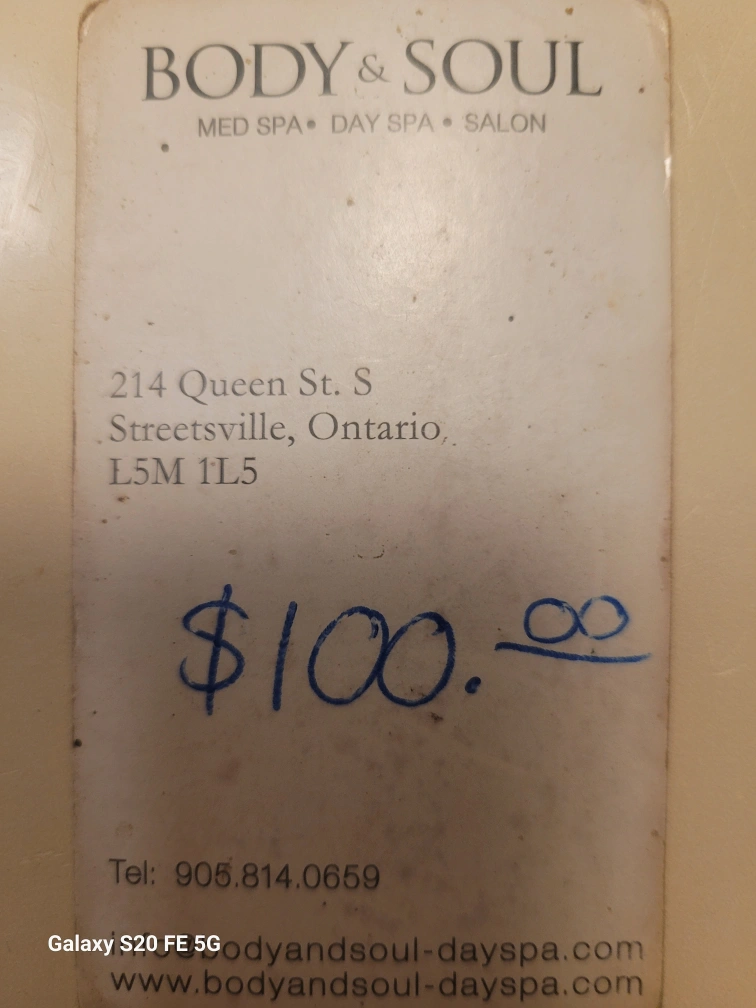 BODY & SOUL
MED SPA • DAY SPA • SALON
214 Queen St. S
Streetsville, Ontario,
L5M 1L5
$100.00
Tel: 905.814.0659
Galaxy S20 FE 5G
info@bodyandsoul-dayspa.com
www.bodyandsoul-dayspa.com